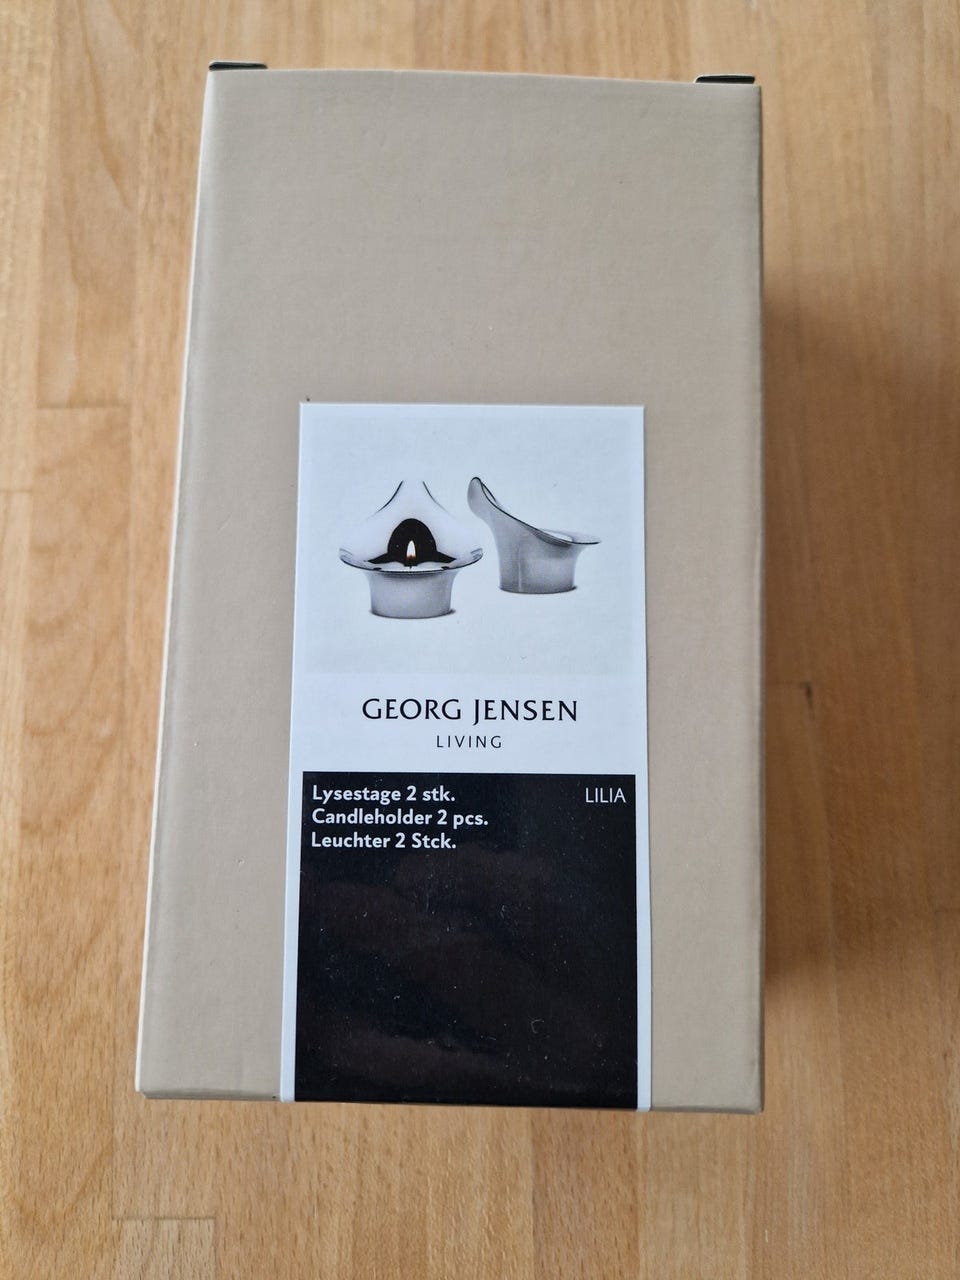 GEORG JENSEN
LIVING
Lysestage 2 stk.
LILIA
Candleholder 2 pcs.
Leuchter 2 Stck.